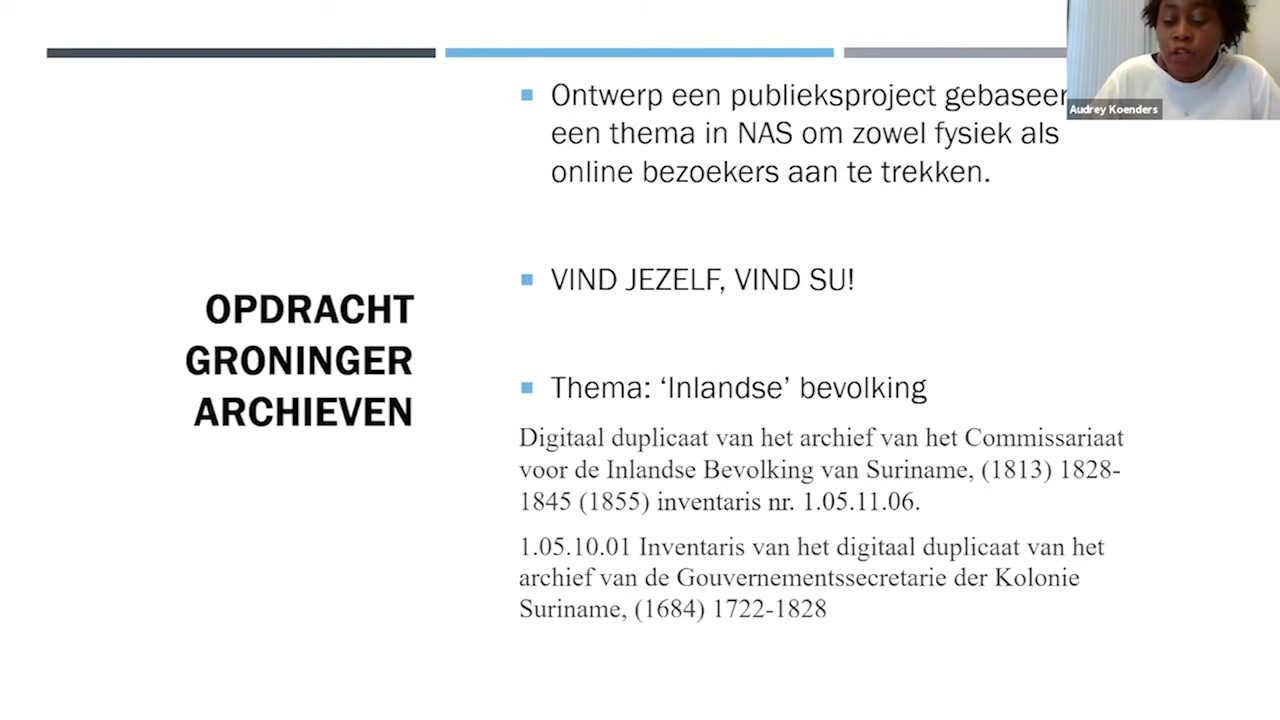 Ontwerp een publieksproject gebaseer
een thema in NAS om zowel fysiek als
online bezoekers aan te trekken.
VIND JEZELF, VIND SU!
OPDRACHT
GRONINGER
ARCHIEVEN
Thema: ‘Inlandse’ bevolking
Digitaal duplicaat van het archief van het Commissariaat
voor de Inlandse Bevolking van Suriname, (1813) 1828-
1845 (1855) inventaris nr. 1.05.11.06.
1.05.10.01 Inventaris van het digitaal duplicaat van het
archief van de Gouvernementssecretarie der Kolonie
Suriname, (1684) 1722-1828
Audrey Koenders